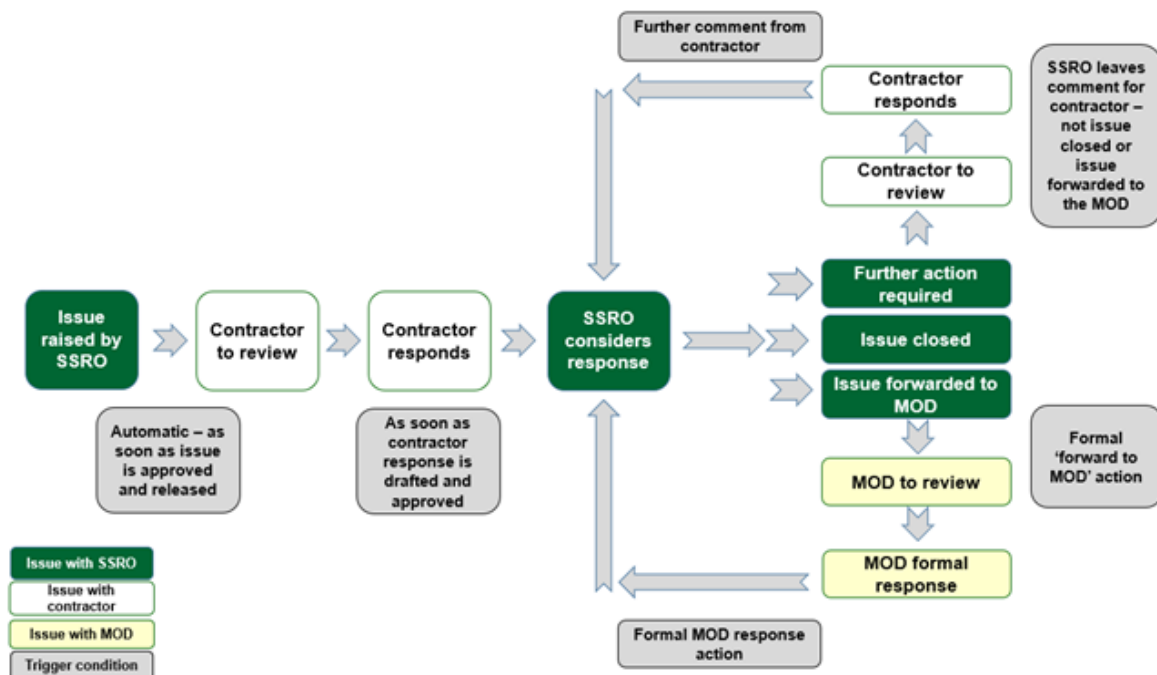 Further comment from
contractor
Contractor
responds
SSRO leaves
comment for
contractor –
not issue
closed or
issue
forwarded to
the MOD
Contractor to
review
Further action
required
Issue
raised by
SSRO
Contractor
to review
Contractor
responds
SSRO
considers
response
Issue closed
Issue forwarded to
MOD
Automatic – as
soon as issue
is approved
and released
As soon as
contractor
response is
drafted and
approved
Formal
‘forward to
MOD’ action
MOD to review
MOD formal
response
Formal MOD response
action
Issue with SSRO
Issue with
contractor
Issue with MOD
Trigger condition